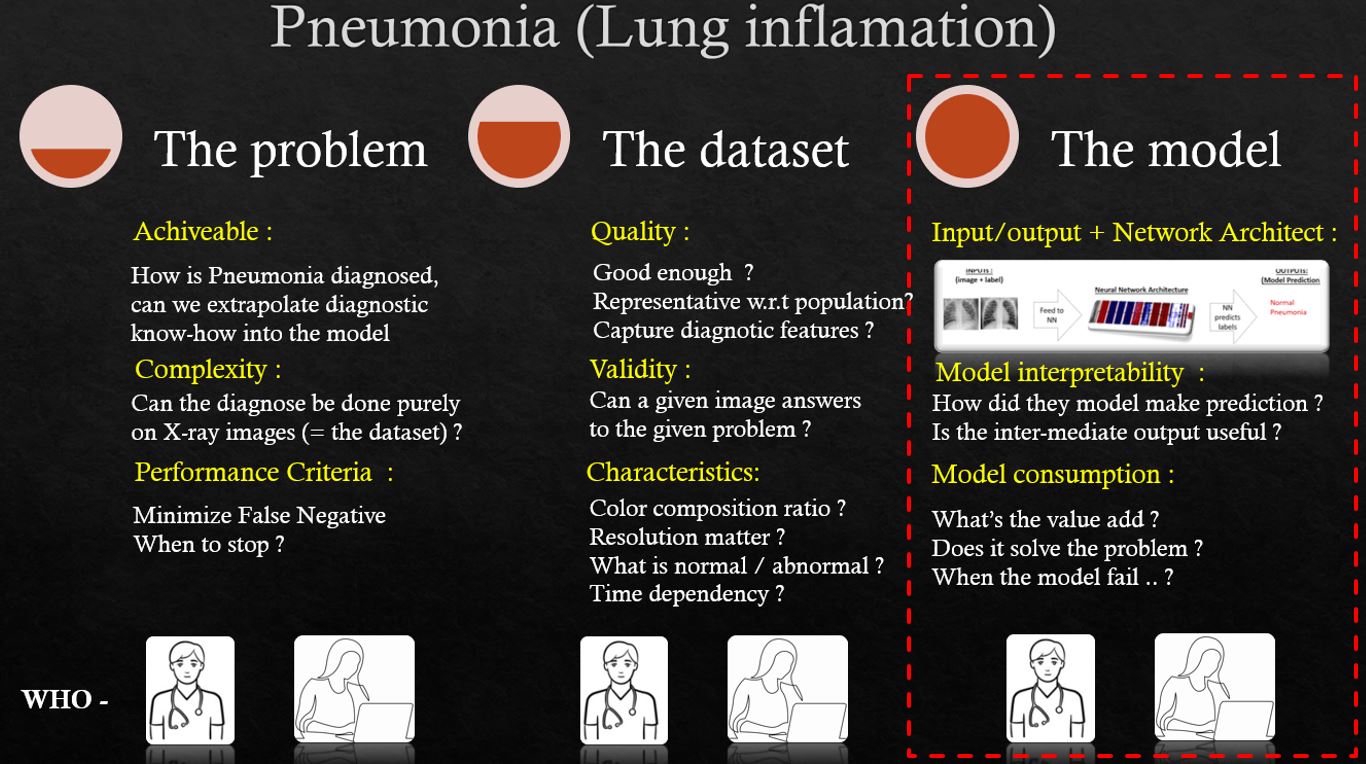 Pneumonia (Lung inflamation)
The problem
Achiveable :
How is Pneumonia diagnosed,
can we extrapolate diagnostic
know-how into the model
Complexity :
Can the diagnose be done purely
on X-ray images (= the dataset) ?
Performance Criteria :
Minimize False Negative
When to stop ?
The dataset
Quality :
Good enough ?
Representative w.r.t population?
Capture diagnotic features ?
Validity :
Can a given image answers
to the given problem ?
Characteristics:
Color composition ratio ?
Resolution matter ?
What is normal / abnormal ?
Time dependency ?
The model
Input/output + Network Architect :
INPUTS :
(image + label)
Feed to
NN
Neural Network Architecture
NN
predicts
labels
OUTPUTS:
(Model Prediction
Normal
Pneumonia
Model interpretability :
How did they model make prediction ?
Is the inter-mediate output useful ?
Model consumption :
What's the value add ?
Does it solve the problem ?
When the model fail .. ?
WHO -